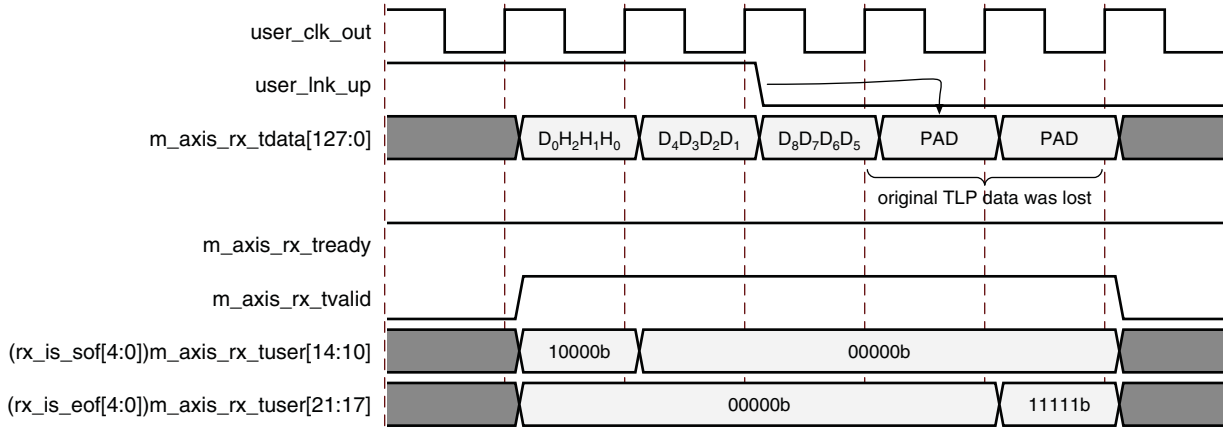 user_clk_out
user_lnk_up
m_axis_rx_tdata[127:0] D₀H₂H₁H₀ D₄D₃D₂D₁ D₈D₇D₆D₅ PAD PAD
original TLP data was lost
m_axis_rx_tready
m_axis_rx_tvalid
(rx_is_sof[4:0])m_axis_rx_tuser[14:10] 10000b 00000b
(rx_is_eof[4:0])m_axis_rx_tuser[21:17] 00000b 11111b